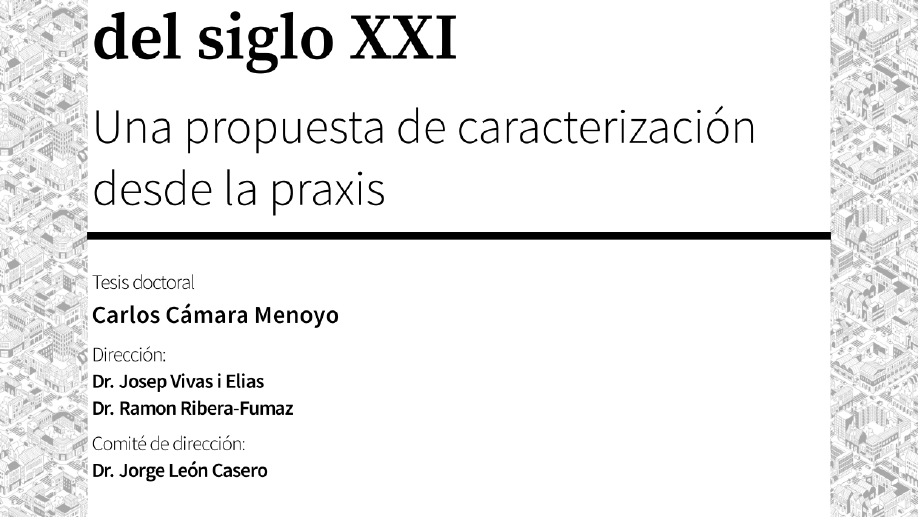 del siglo XXI
Una propuesta de caracterización
desde la praxis
Tesis doctoral
Carlos Cámara Menoyo
Dirección:
Dr. Josep Vivas i Elias
Dr. Ramon Ribera-Fumaz
Comité de dirección:
Dr. Jorge León Casero